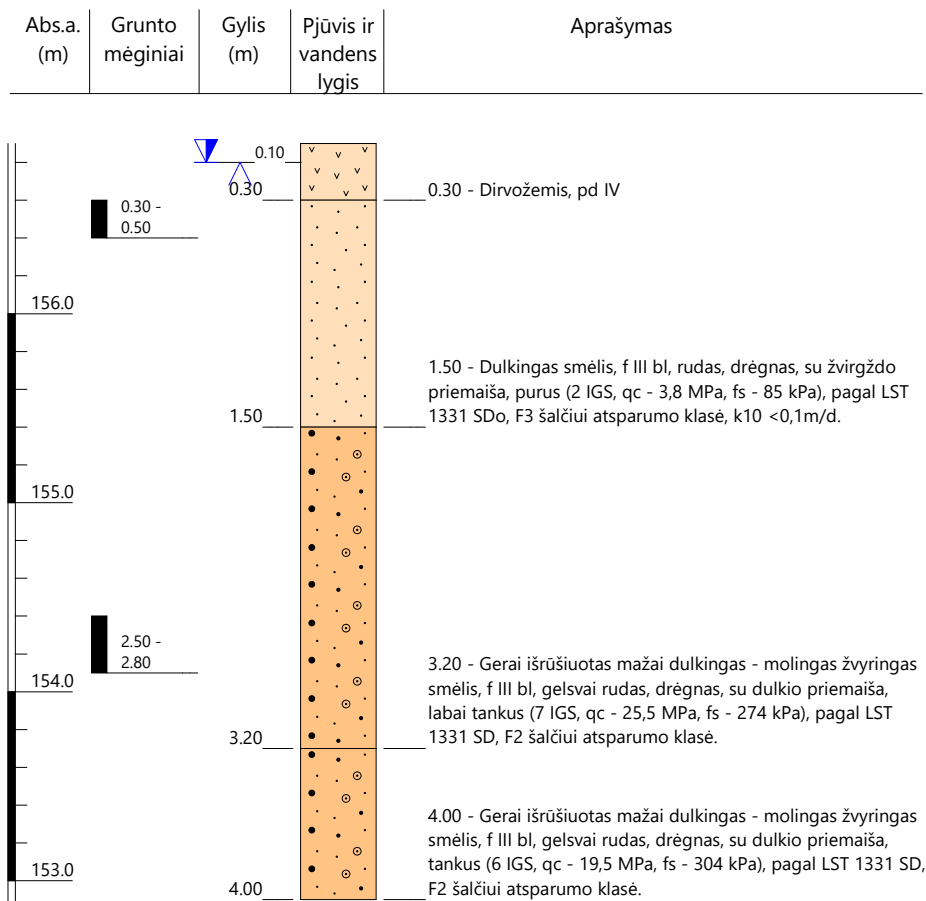 Abs.a.
(m)
Grunto
mėginiai
Gylis
(m)
Pjūvis ir
vandens
lygis
Aprašymas
0.10
0.30
0.30 - Dirvožemis, pd IV
0.30 -
0.50
156.0
1.50 - Dulkingas smėlis, f III bl, rudas, drėgnas, su žvirgždo
priemaiša, purus (2 IGS, qc - 3,8 MPa, fs - 85 kPa), pagal LST
1331 SDo, F3 šalčiui atsparumo klasė, k10 <0,1m/d.
1.50
155.0
2.50 -
2.80
154.0
3.20 - Gerai išrūšiuotas mažai dulkingas - molingas žvyringas
smėlis, f III bl, gelsvai rudas, drėgnas, su dulkio priemaiša,
labai tankus (7 IGS, qc - 25,5 MPa, fs - 274 kPa), pagal LST
1331 SD, F2 šalčiui atsparumo klasė.
3.20
4.00 - Gerai išrūšiuotas mažai dulkingas - molingas žvyringas
smėlis, f III bl, gelsvai rudas, drėgnas, su dulkio priemaiša,
tankus (6 IGS, qc - 19,5 MPa, fs - 304 kPa), pagal LST 1331 SD,
F2 šalčiui atsparumo klasė.
153.0
4.00